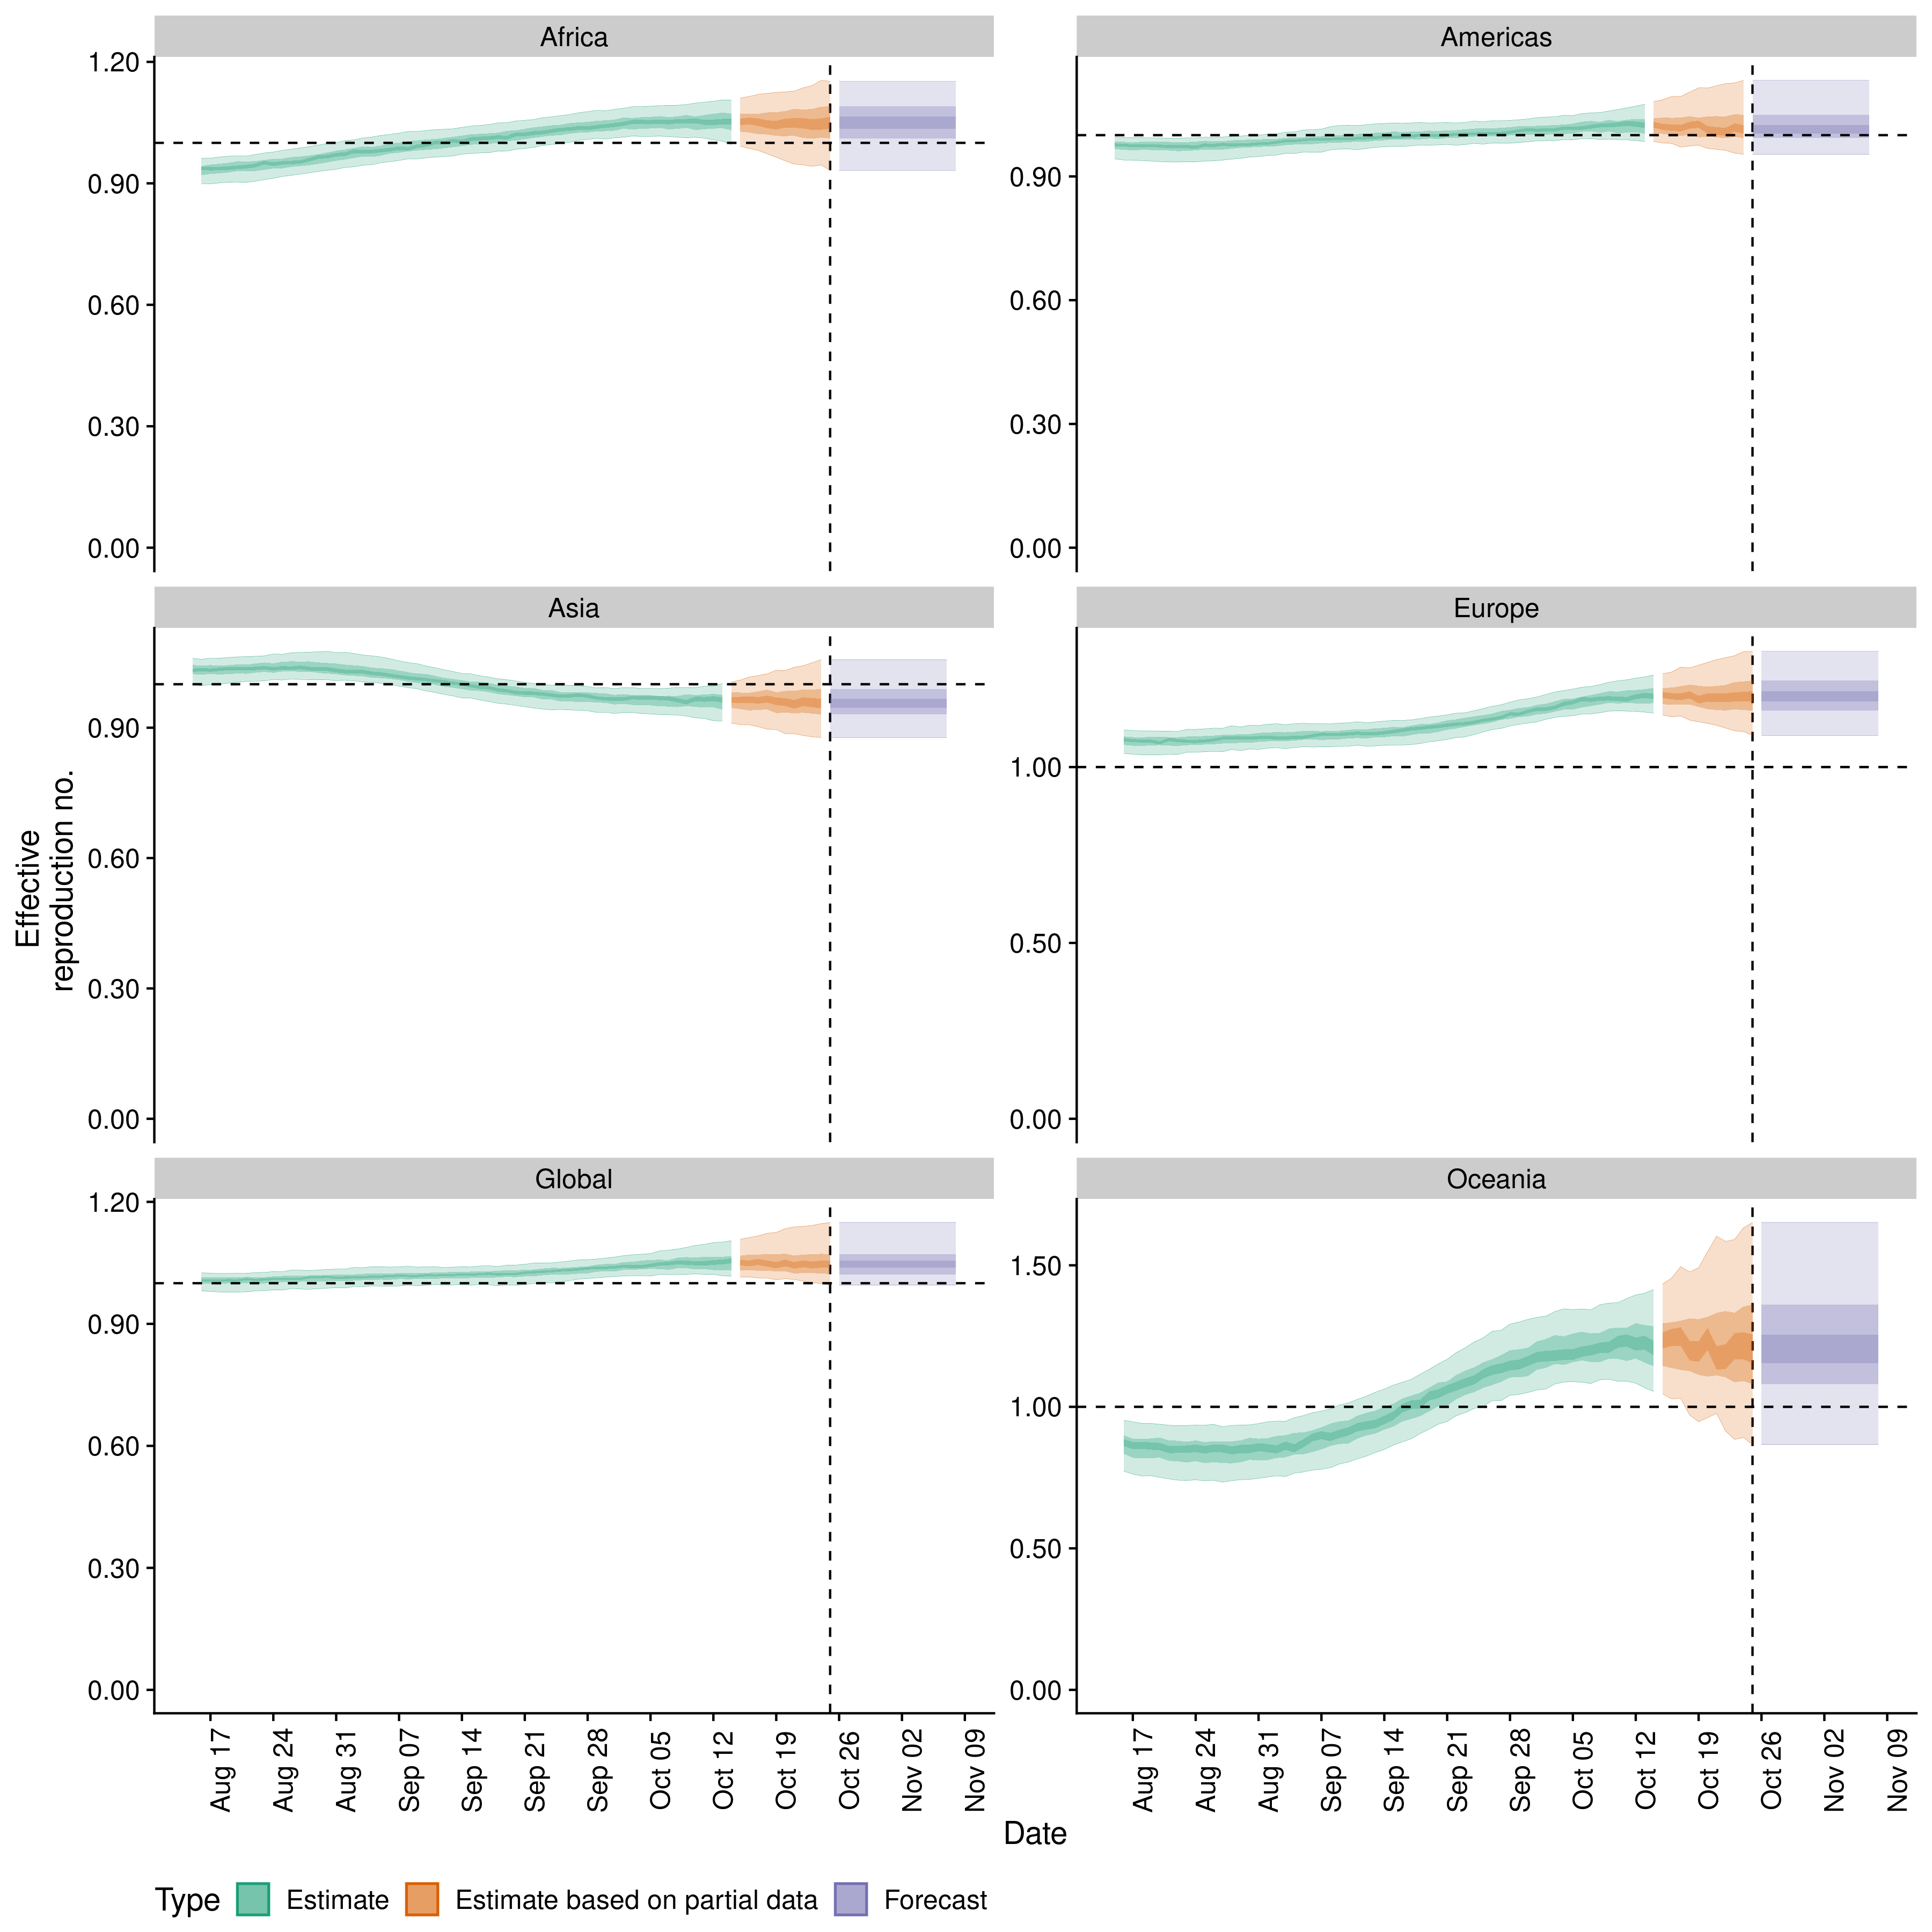 Africa
Americas
1.20
0.90
0.60
0.30
0.00
0.90
0.60
0.30
0.00
Asia
Europe
0.90
0.60
0.30
0.00
1.00
0.50
0.00
Global
Oceania
1.20
0.90
0.60
0.30
0.00
1.50
1.00
0.50
0.00
Effective
reproduction no.
Aug 17
Aug 24
Aug 31
Sep 07
Sep 14
Sep 21
Sep 28
Oct 05
Oct 12
Oct 19
Oct 26
Nov 02
Nov 09
Aug 17
Aug 24
Aug 31
Sep 07
Sep 14
Sep 21
Sep 28
Oct 05
Oct 12
Oct 19
Oct 26
Nov 02
Nov 09
Date
Type Estimate Estimate based on partial data Forecast